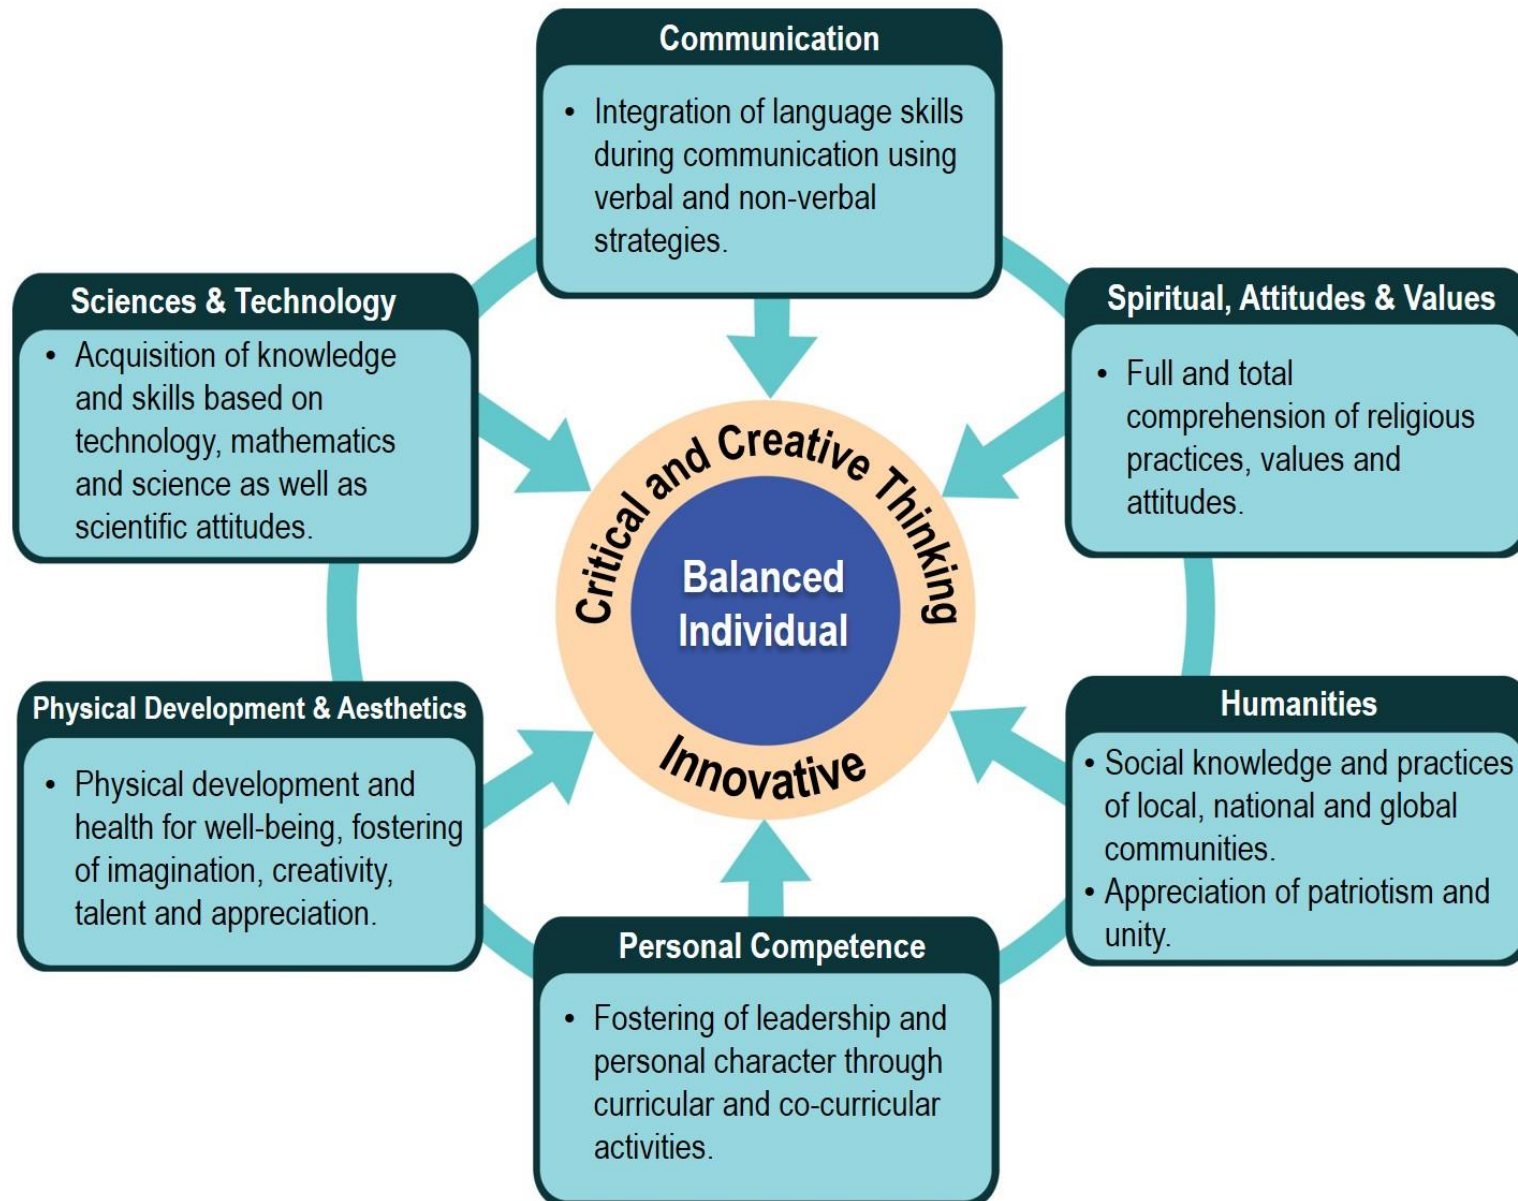 Communication
• Integration of language skills
during communication using
verbal and non-verbal
strategies.
Sciences & Technology
• Acquisition of knowledge
and skills based on
technology, mathematics
and science as well as
scientific attitudes.
Spiritual, Attitudes & Values
• Full and total
comprehension of religious
practices, values and
attitudes.
Critical and Creative Thinking
Balanced
Individual
Innovative
Physical Development & Aesthetics
• Physical development and
health for well-being, fostering
of imagination, creativity,
talent and appreciation.
Humanities
• Social knowledge and practices
of local, national and global
communities.
• Appreciation of patriotism and
unity.
Personal Competence
• Fostering of leadership and
personal character through
curricular and co-curricular
activities.